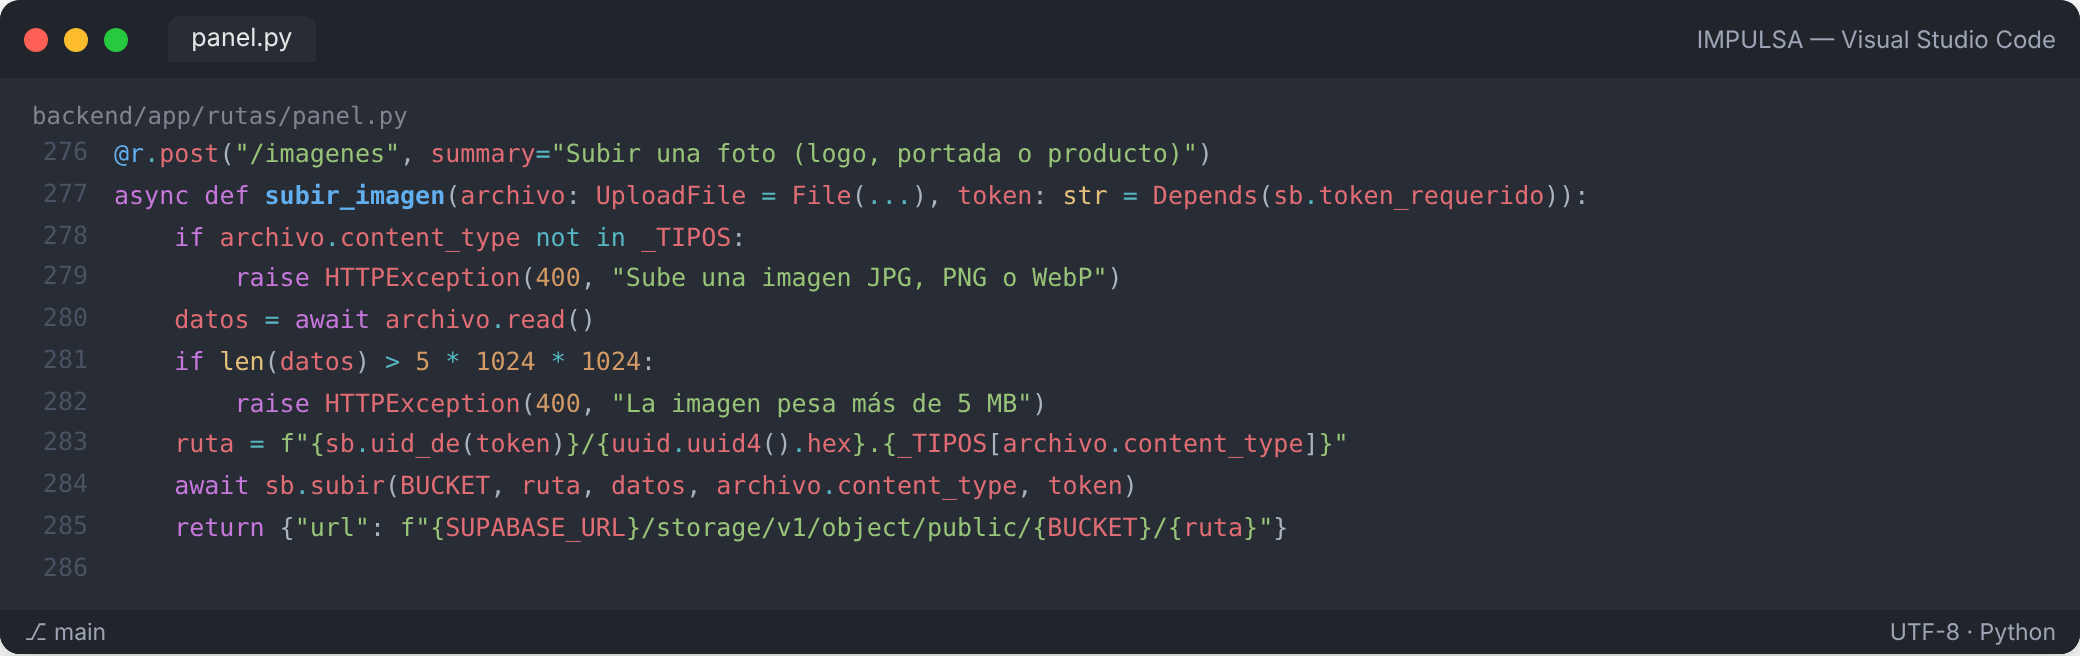 panel.py
IMPULSA — Visual Studio Code
backend/app/rutas/panel.py
276 @r.post("/imagenes", summary="Subir una foto (logo, portada o producto)")
277 async def subir_imagen(archivo: UploadFile = File(...), token: str = Depends(sb.token_requerido)):
278     if archivo.content_type not in _TIPOS:
279         raise HTTPException(400, "Sube una imagen JPG, PNG o WebP")
280     datos = await archivo.read()
281     if len(datos) > 5 * 1024 * 1024:
282         raise HTTPException(400, "La imagen pesa más de 5 MB")
283     ruta = f"{sb.uid_de(token)}/{uuid.uuid4().hex}.{_TIPOS[archivo.content_type]}"
284     await sb.subir(BUCKET, ruta, datos, archivo.content_type, token)
285     return {"url": f"{SUPABASE_URL}/storage/v1/object/public/{BUCKET}/{ruta}"}
286
⎇ main
UTF-8 · Python